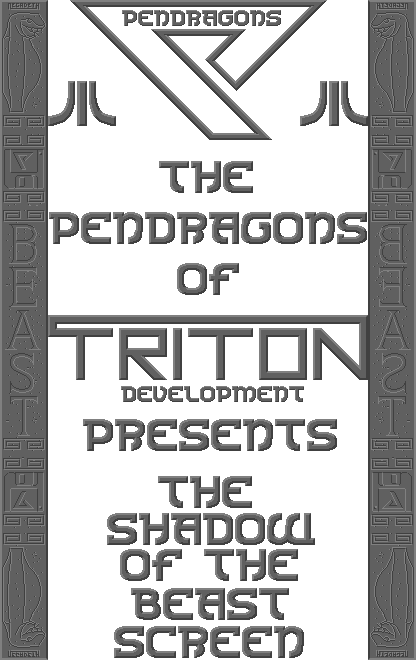 PENDRAGONS
THE
PENDRAGONS
OF
TRITON
DEVELOPMENT
PRESENTS
THE
SHADOW
OF THE
BEAST
SCREEN
BEAST
BEAST